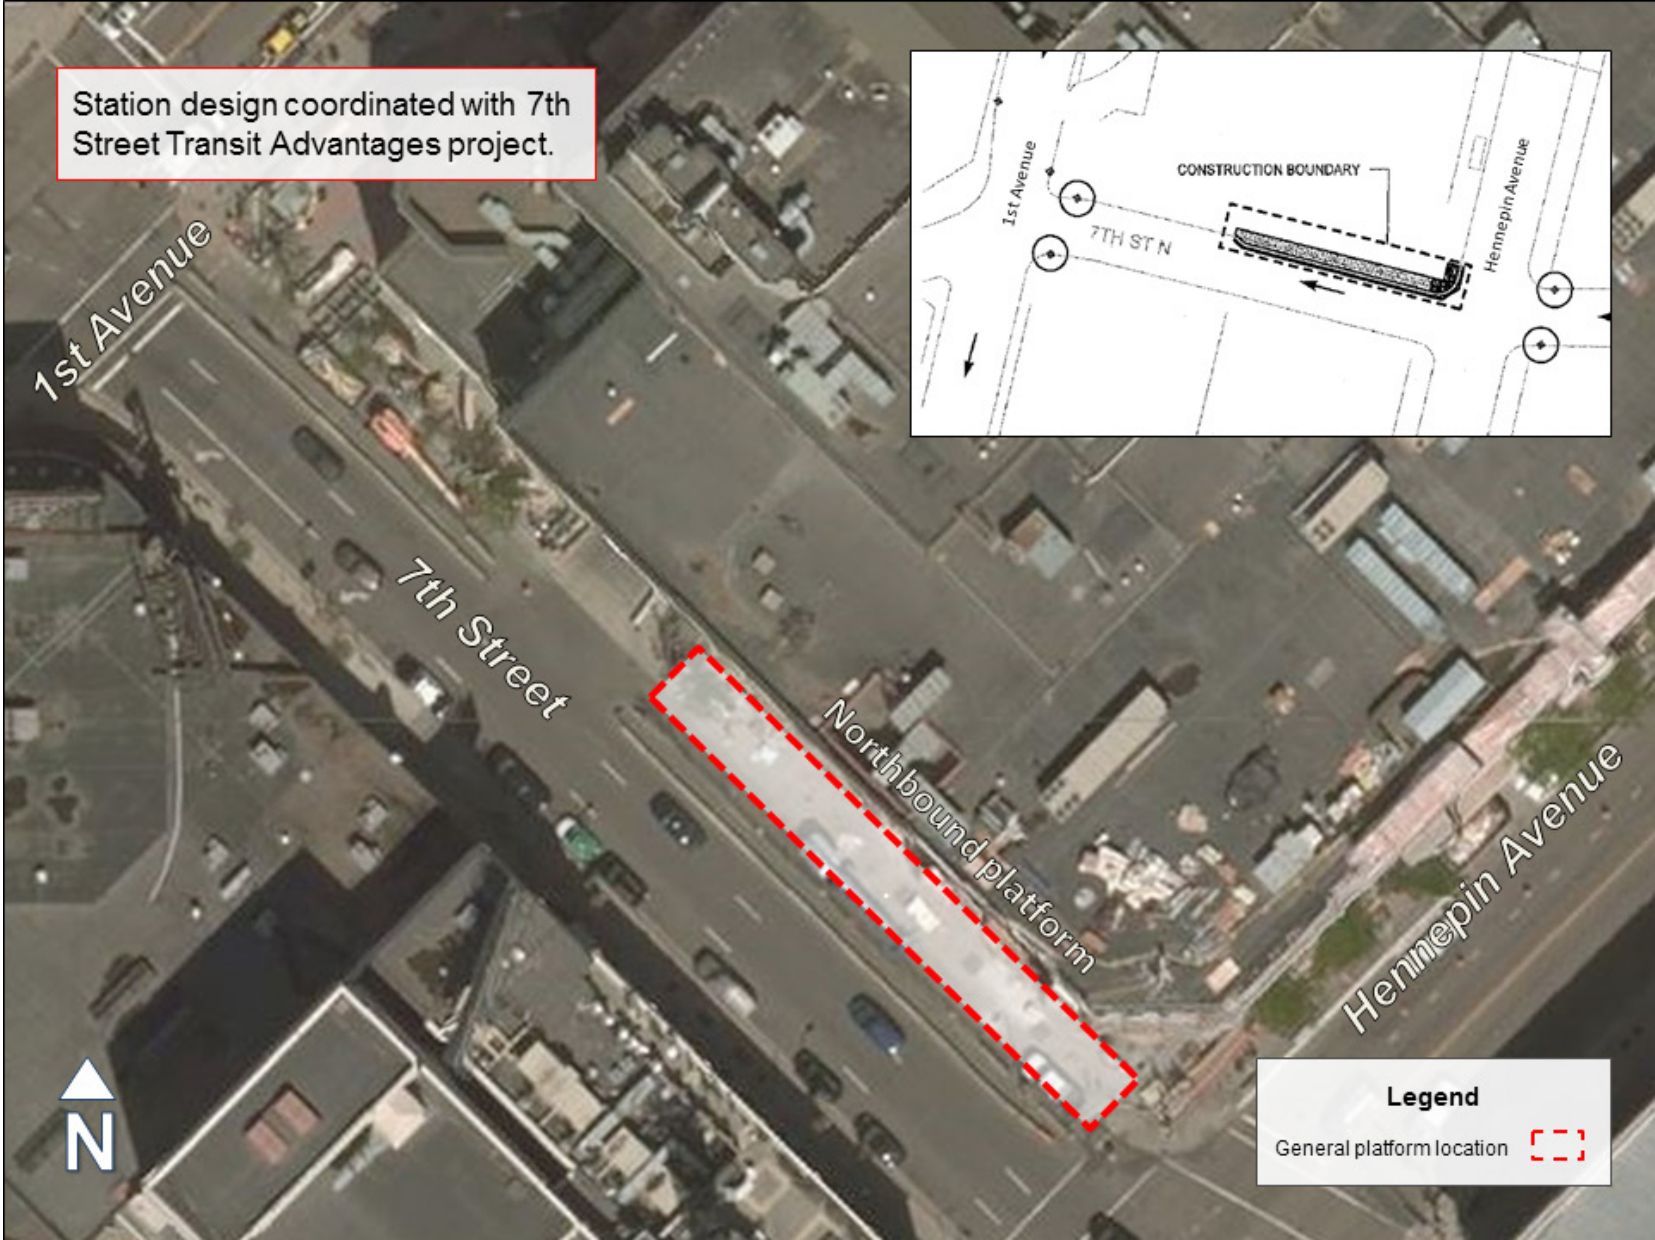 Station design coordinated with 7th
Street Transit Advantages project.
CONSTRUCTION BOUNDARY
1st Avenue
7TH ST N
Hennepin Avenue
1st Avenue
7th Street
Northbound platform
Hennepin Avenue
N
Legend
General platform location